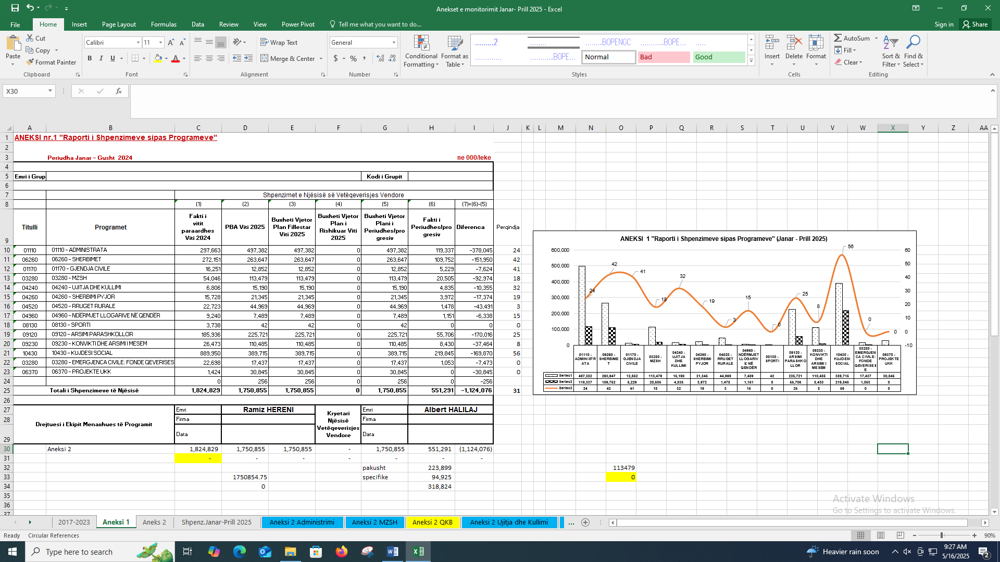 Anekset e monitorimit Janar- Prill 2025 - Excel
File Home Insert Page Layout Formulas Data Review View Power Pivot Tell me what you want to do... Sign in Share
Paste Cut Copy Format Painter Clipboard
Calibri 11 B I U Font
Wrap Text Merge & Center Alignment
General $ % Number
Conditional Formatting Format as Table
Normal Bad Good Styles
Insert Delete Format Cells
AutoSum Fill Clear Sort & Filter Find & Select Editing
X30 fx
A B C D E F G H I J K L M N O P Q R S T U V W X Y Z AA
1 ANEKSI nr.1 "Raporti i Shpenzimeve sipas Programeve"
2
3 Periudha Janar - Gusht 2024 ne 000/leke
4
5 Emri i Grup Kodi i Grupit
6
7 Shpenzimet e Njësisë së Vetëqeverisjes Vendore
8 (1) (2) (3) (4) (5) (6) (7)=(6)-(5)
9 Titulli Programet Fakti i vitit paraardhes Viti 2024 PBA Viti 2025 Buxheti Vjetor Plan Fillestar Viti 2025 Buxheti Vjetor Plan i Rishikuar Viti 2025 Buxheti Vjetor Plani i Periudhes/progresiv Fakti i Periudhes/progresiv Diferenca Perqindja
10 01110 01110 - ADMINISTRATA 297,663 497,382 497,382 0 497,382 119,337 -378,045 24
11 06260 06260 - SHERBIMET 272,151 263,647 263,647 0 263,647 109,752 -151,950 42
12 01170 01170 - GJENDJA CIVILE 16,251 12,852 12,852 0 12,852 5,229 -7,624 41
13 03280 03280 - MZSH 54,046 113,479 113,479 0 113,479 20,505 -92,974 18
14 04240 04240 - UJITJA DHE KULLIMI 6,806 15,190 15,190 0 15,190 4,835 -10,355 32
15 04260 04260 - SHERBIMI PYJOR 15,728 21,345 21,345 0 21,345 3,972 -17,374 19
16 04520 04520 - RRUGET RURALE 22,723 44,969 44,969 0 44,969 1,478 -43,491 3
17 04960 04960 - NDËRMJET LLOGARIVE NË QENDËR 9,240 7,489 7,489 0 7,489 1,151 -6,338 15
18 08130 08130 - SPORTI 3,738 42 42 0 42 0 0 0
19 09120 09120 - ARSIMI PARASHKOLLOR 185,936 225,721 225,721 0 225,721 55,706 -170,016 25
20 09230 09230 - KONVIKTI DHE ARSIMI I MESEM 26,473 110,485 110,485 0 110,485 8,430 -37,464 8
21 10430 10430 - KUJDESI SOCIAL 889,950 389,715 389,715 0 389,715 219,845 -169,870 56
22 03280 03280 - EMERGJENCA CIVILE: FONDE QEVERISES 22,698 17,437 17,437 0 17,437 1,053 -7,473 0
23 06370 06370 - PROJEKTE UKK 1,424 30,845 30,845 0 30,845 0 -30,845 0
24 0 256 256 0 256 0 -256
25 Totali i Shpenzimeve të Njësisë 1,824,829 1,750,855 1,750,855 0 1,750,855 551,291 -1,124,076 31
26
27 Drejtuesi i Ekipit Menaxhues të Programit Emri Ramiz HERENI Kryetari Njësisë Vetëqeverisjes Vendore Emri Albert HALILAJ
28 Firma Firma
29 Data Data
30 Aneksi 2 1,824,829 1,750,855 1,750,855 - 1,750,855 551,291 (1,124,076)
31 - - - - - - -
32 pakusht 223,899 113479
33 1750854.75 specifike 94,925 0
34 0 318,824
35
36
37
ANEKSI 1 "Raporti i Shpenzimeve sipas Programeve" (Janar - Prill 2025)
600,000 500,000 400,000 300,000 200,000 100,000 0
60 50 40 30 20 10 0 -10
24 42 41 18 32 19 3 15 0 25 8 56 0 0
01110 - ADMINISTRATA 06260 - SHERBIMET 01170 - GJENDJA CIVILE 03280 - MZSH 04240 - UJITJA DHE KULLIMI 04260 - SHERBIMI PYJOR 04520 - RRUGET RURALE 04960 - NDËRMJET LLOGARIVE NË QENDËR 08130 - SPORTI 09120 - ARSIMI PARASHKOLLOR 09230 - KONVIKTI DHE ARSIMI I MESEM 10430 - KUJDESI SOCIAL 03280 - EMERGJENCA CIVILE: FONDE QEVERISES 06370 - PROJEKTE UKK
Series1 497,382 263,647 12,852 113,479 15,190 21,345 44,969 7,489 42 225,721 110,485 389,715 17,437 30,845
Series2 119,337 109,752 5,229 20,505 4,835 3,972 1,478 1,151 0 55,706 8,430 219,845 1,053 0
Series3 24 42 41 18 32 19 3 15 0 25 8 56 0 0
Activate Windows
Go to Settings to activate Windows.
2017-2023 Aneksi 1 Aneks 2 Shpenz.Janar-Prill 2025 Aneksi 2 Administrimi Aneksi 2 MZSH Aneksi 2 QKB Aneksi 2 Ujitja dhe Kullimi ...
Ready Circular References 90%
Type here to search Heavier rain soon 9:27 AM
5/16/2025 2